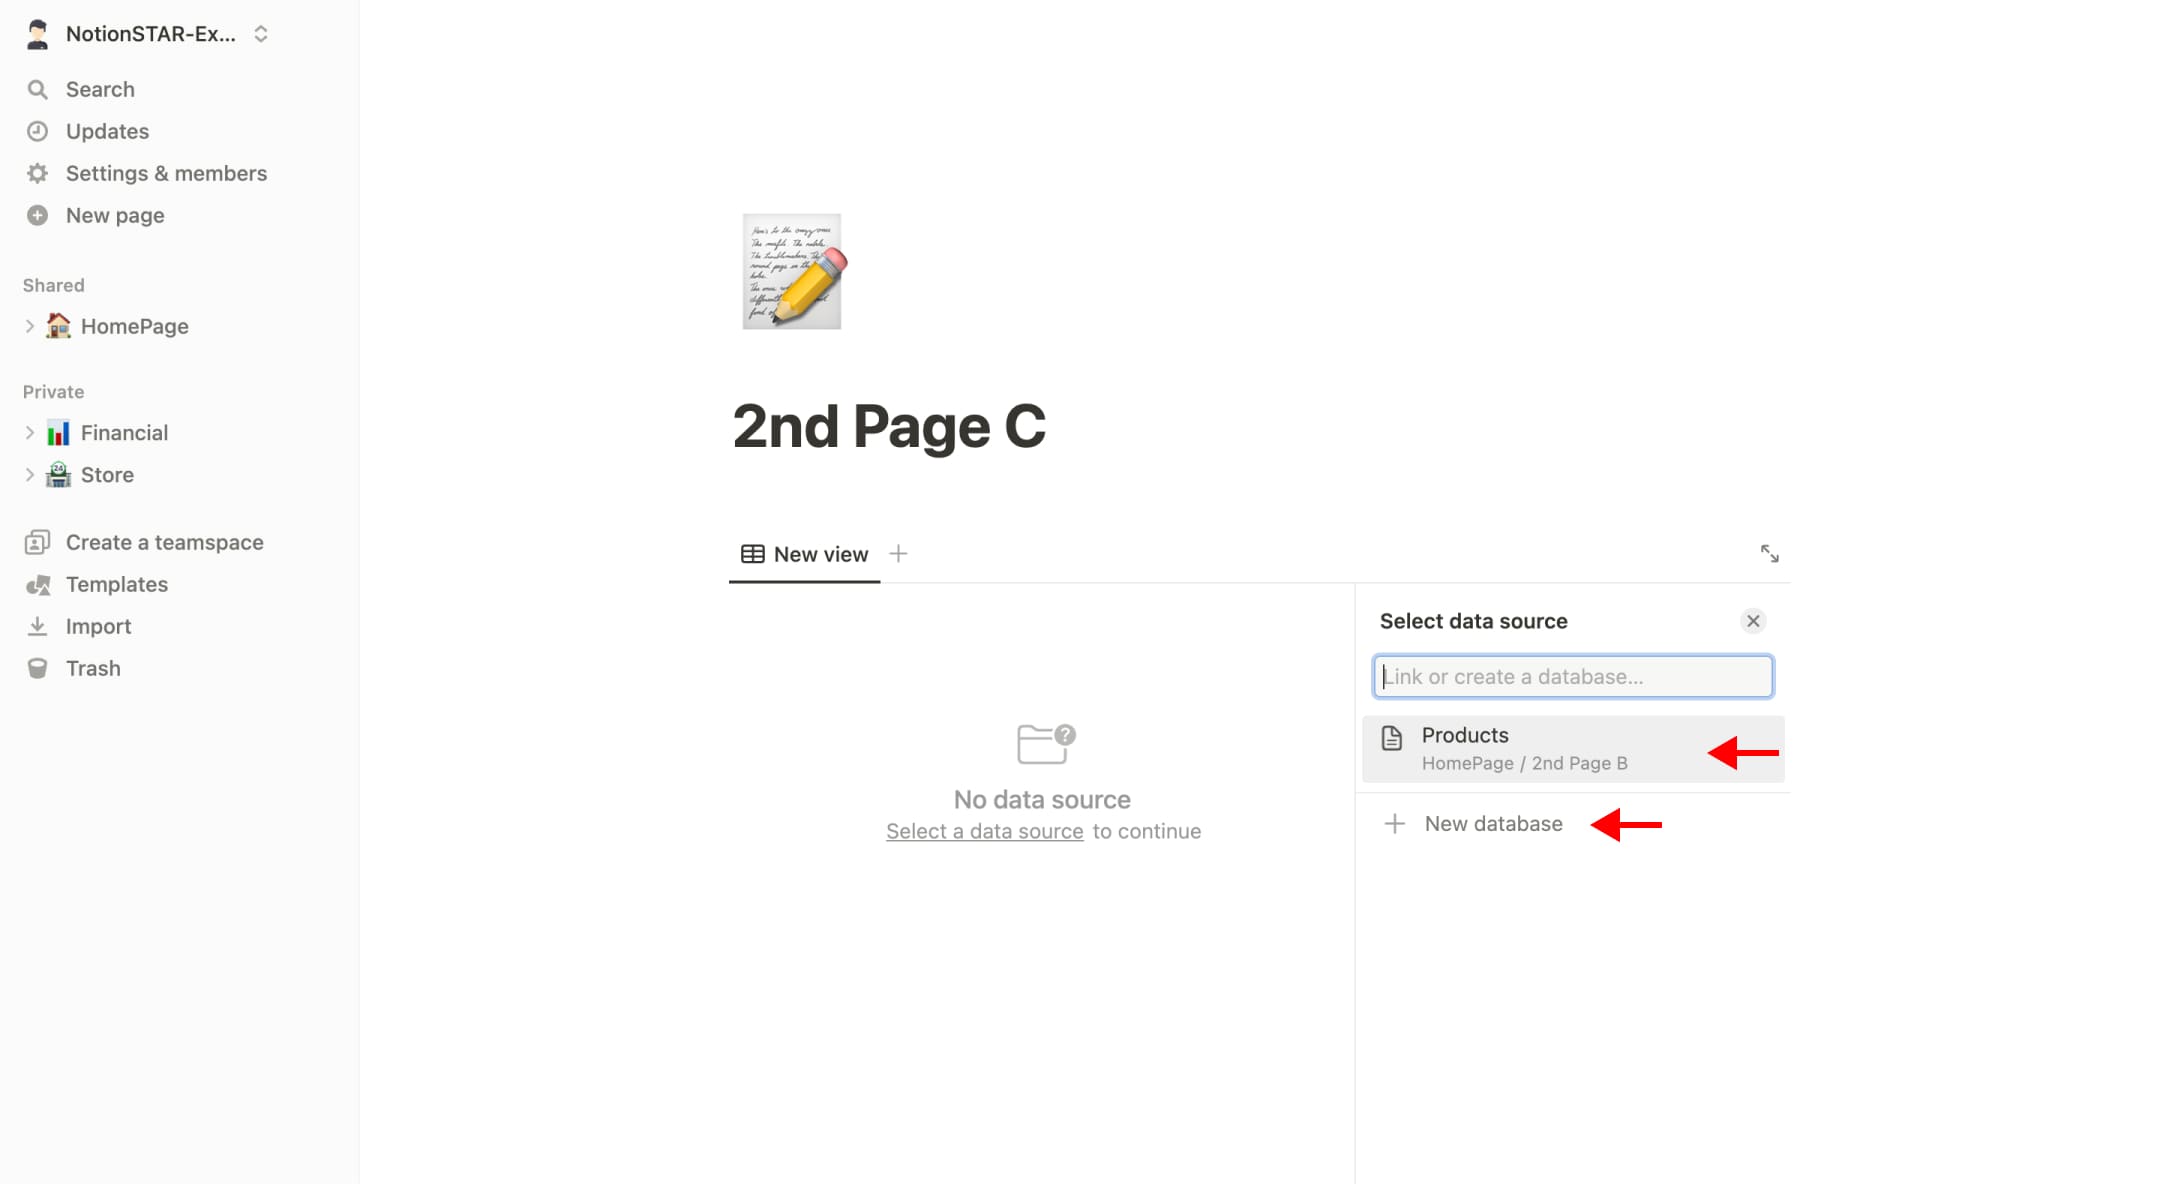 NotionSTAR-Ex...
Search
Updates
Settings & members
New page
Shared
HomePage
Private
Financial
Store
Create a teamspace
Templates
Import
Trash
2nd Page C
New view
No data source
Select a data source to continue
Select data source
Link or create a database...
Products
HomePage / 2nd Page B
New database